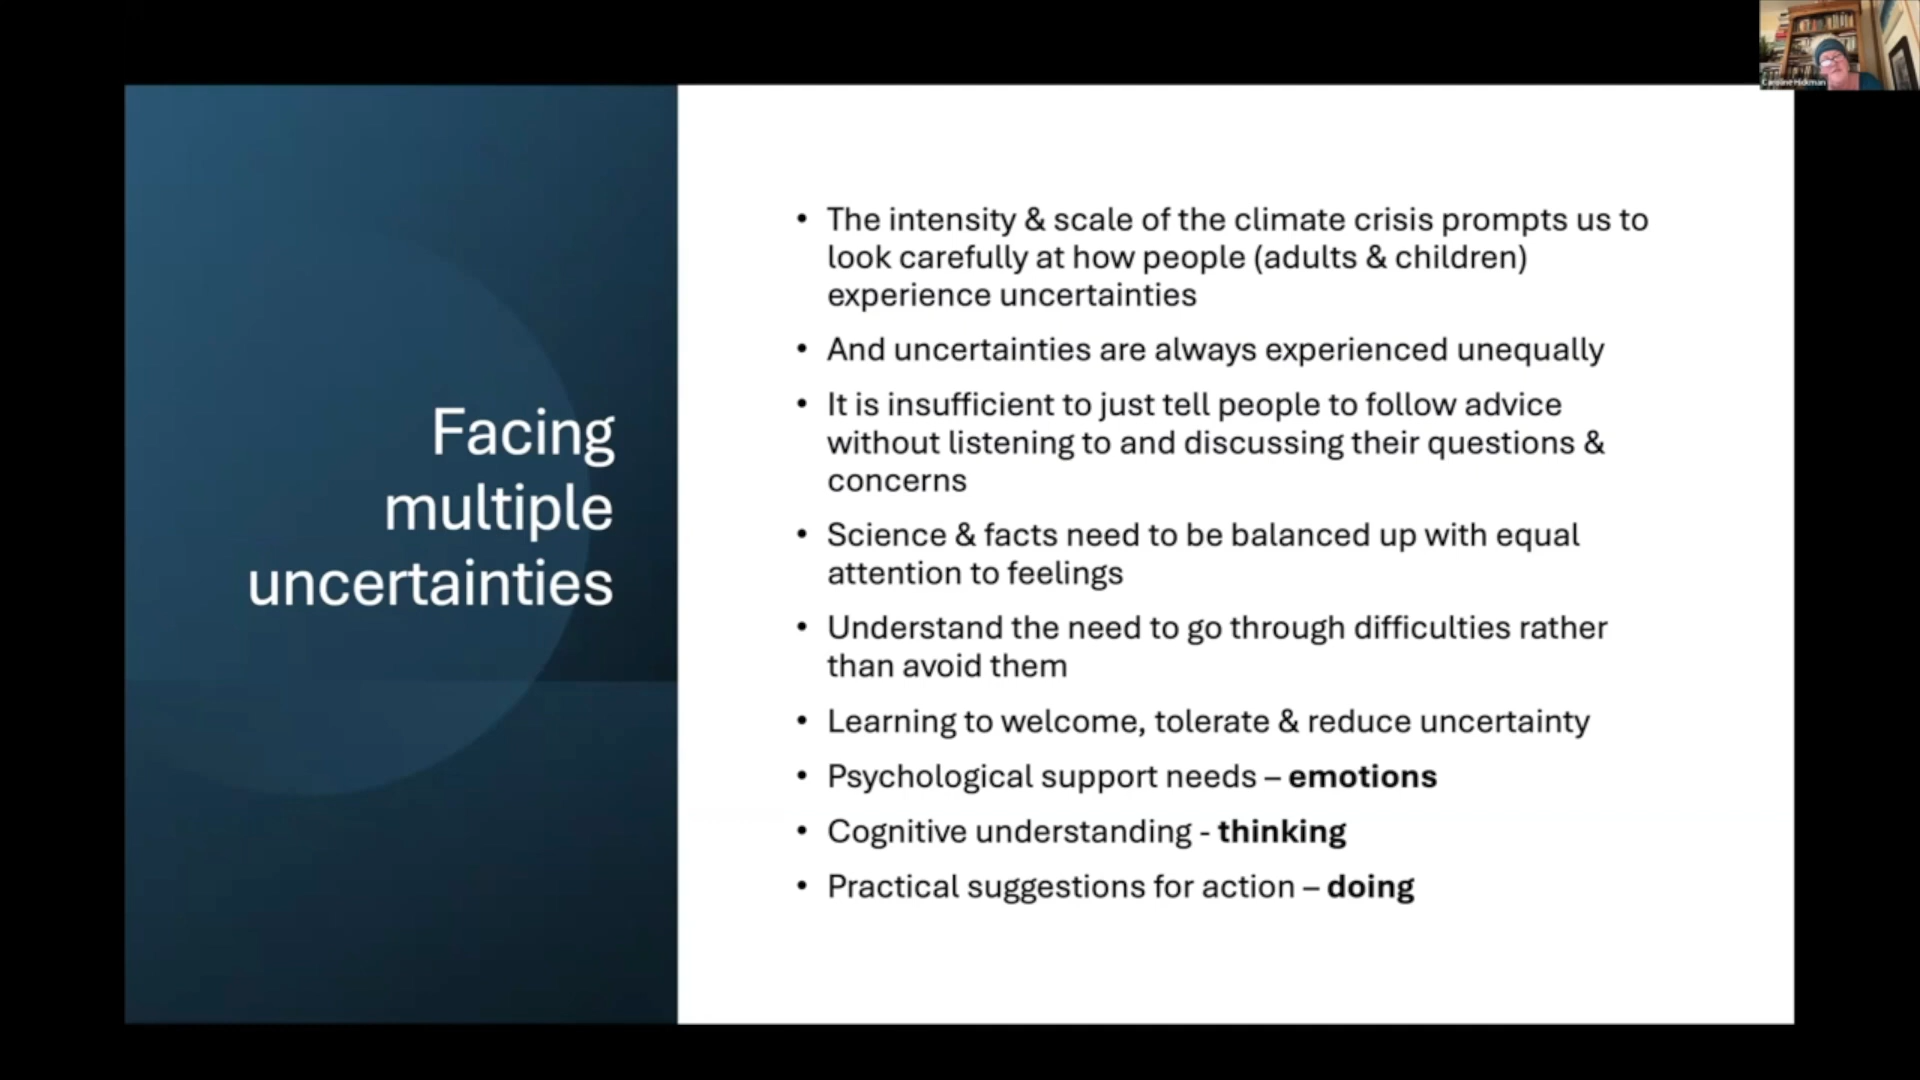 Caroline Hickman
Facing
multiple
uncertainties
• The intensity & scale of the climate crisis prompts us to
look carefully at how people (adults & children)
experience uncertainties
• And uncertainties are always experienced unequally
• It is insufficient to just tell people to follow advice
without listening to and discussing their questions &
concerns
• Science & facts need to be balanced up with equal
attention to feelings
• Understand the need to go through difficulties rather
than avoid them
• Learning to welcome, tolerate & reduce uncertainty
• Psychological support needs – emotions
• Cognitive understanding - thinking
• Practical suggestions for action – doing